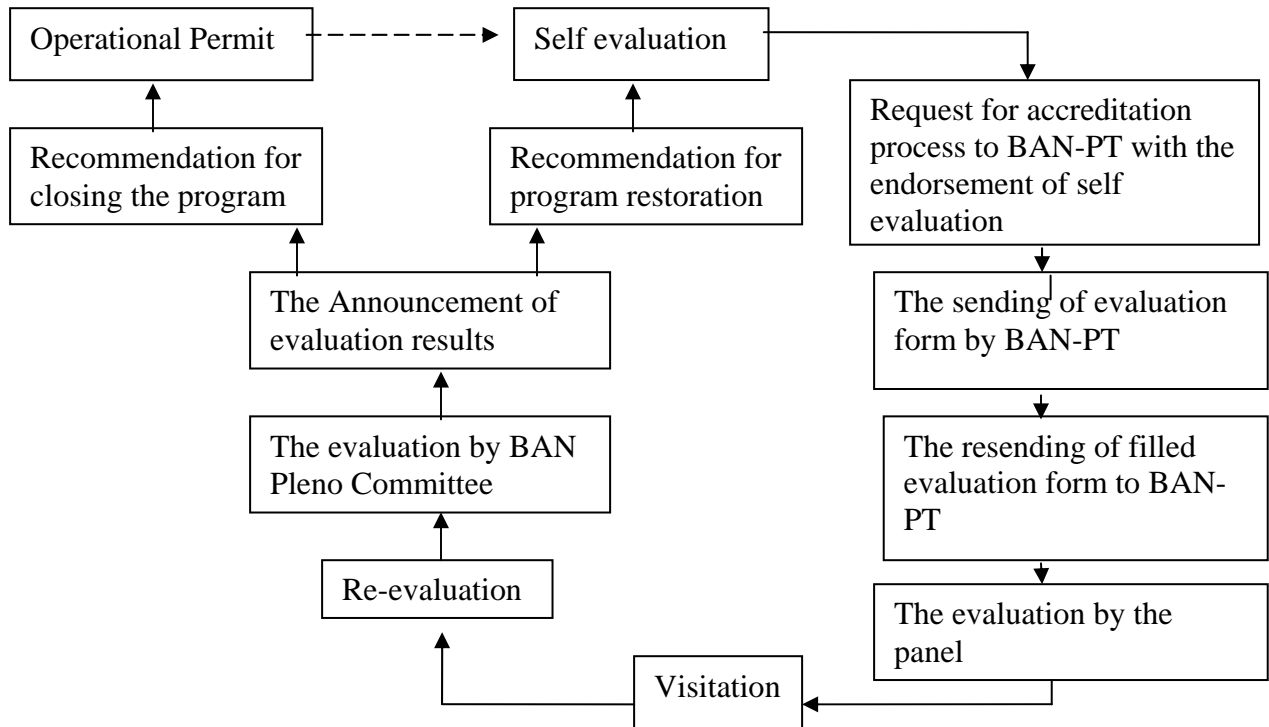 Operational Permit
Self evaluation
Request for accreditation
process to BAN-PT with the
endorsement of self
evaluation
Recommendation for
closing the program
Recommendation for
program restoration
The Announcement of
evaluation results
The sending of evaluation
form by BAN-PT
The evaluation by BAN
Pleno Committee
The resending of filled
evaluation form to BAN-
PT
Re-evaluation
The evaluation by the
panel
Visitation